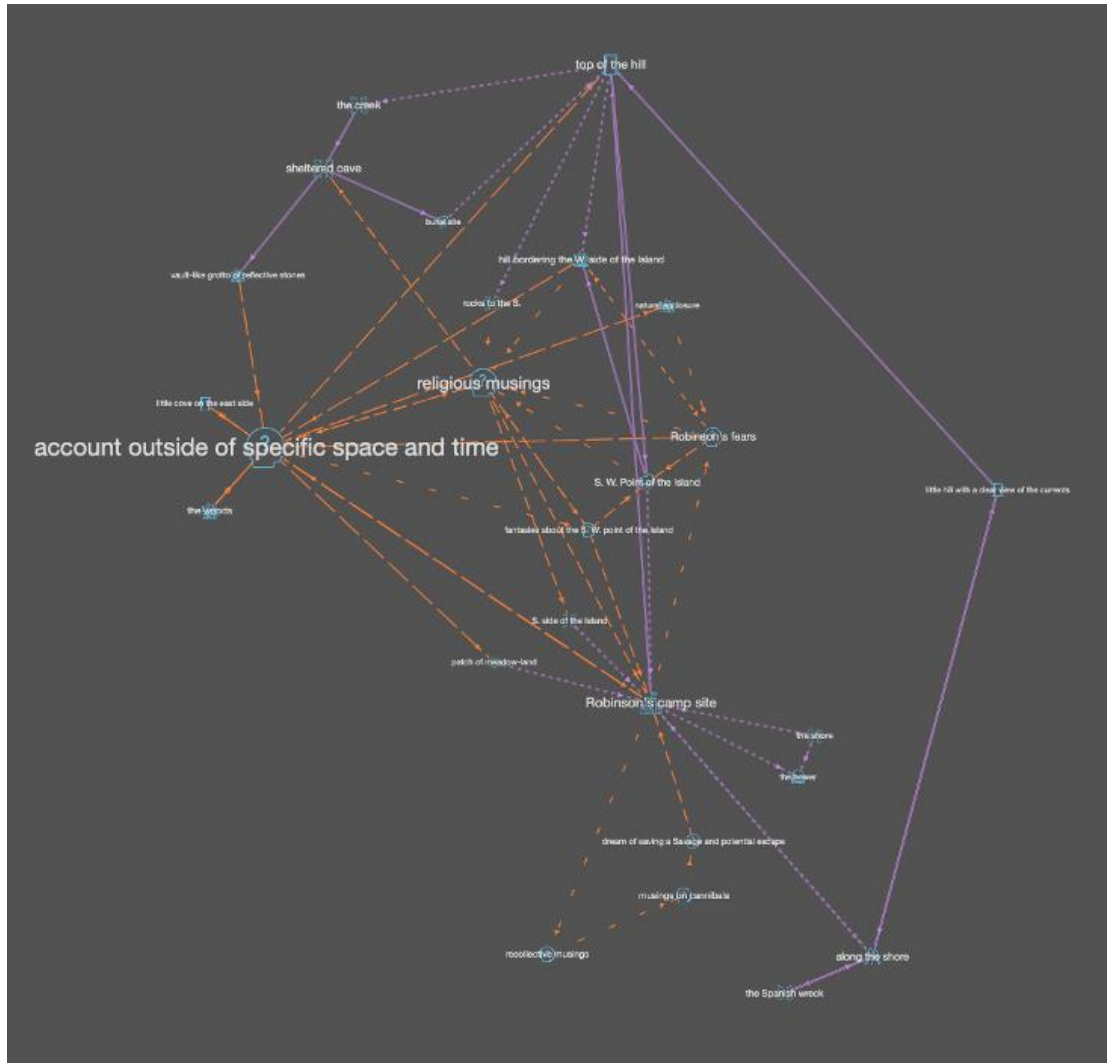 top of the hill
the creek
sheltered cave
burial site
hill bordering the W. side of the Island
vault-like grotto of reflective stones
rocks to the S.
natural enclosure
religious musings
little cove on the east side
Robinson's fears
account outside of specific space and time
S. W. Point of the Island
little hill with a clear view of the currents
the woods
fantasies about the S. W. point of the island
S. side of the Island
patch of meadow-land
Robinson's camp site
the shore
the bower
dream of saving a Savage and potential escape
musings on cannibals
recollective musings
along the shore
the Spanish wreck